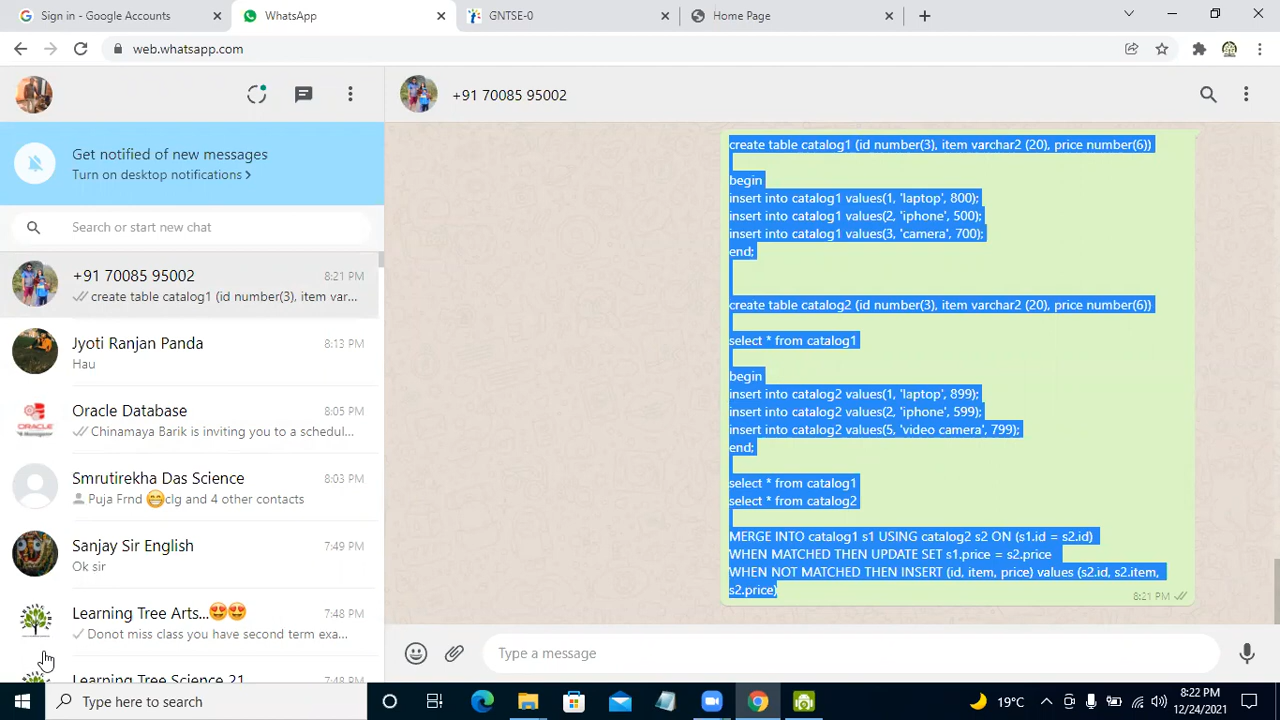 Sign in - Google Accounts
WhatsApp
GNTSE-0
Home Page
web.whatsapp.com
+91 70085 95002
Get notified of new messages
Turn on desktop notifications >
Search or start new chat
+91 70085 95002
8:21 PM
create table catalog1 (id number(3), item var...
Jyoti Ranjan Panda
8:13 PM
Hau
Oracle Database
8:05 PM
Chinamaya Barik is inviting you to a schedul...
Smrutirekha Das Science
8:03 PM
Puja Frnd 😁clg and 4 other contacts
Sanjay Sir English
7:49 PM
Ok sir
Learning Tree Arts...😍😍
7:48 PM
Donot miss class you have second term exa...
Learning Tree Science 21
7:48 PM
create table catalog1 (id number(3), item varchar2 (20), price number(6))
begin
insert into catalog1 values(1, 'laptop', 800);
insert into catalog1 values(2, 'iphone', 500);
insert into catalog1 values(3, 'camera', 700);
end;
create table catalog2 (id number(3), item varchar2 (20), price number(6))
select * from catalog1
begin
insert into catalog2 values(1, 'laptop', 899);
insert into catalog2 values(2, 'iphone', 599);
insert into catalog2 values(5, 'video camera', 799);
end;
select * from catalog1
select * from catalog2
MERGE INTO catalog1 s1 USING catalog2 s2 ON (s1.id = s2.id)
WHEN MATCHED THEN UPDATE SET s1.price = s2.price
WHEN NOT MATCHED THEN INSERT (id, item, price) values (s2.id, s2.item,
s2.price)
8:21 PM
Type a message
Type here to search
19°C
8:22 PM
12/24/2021